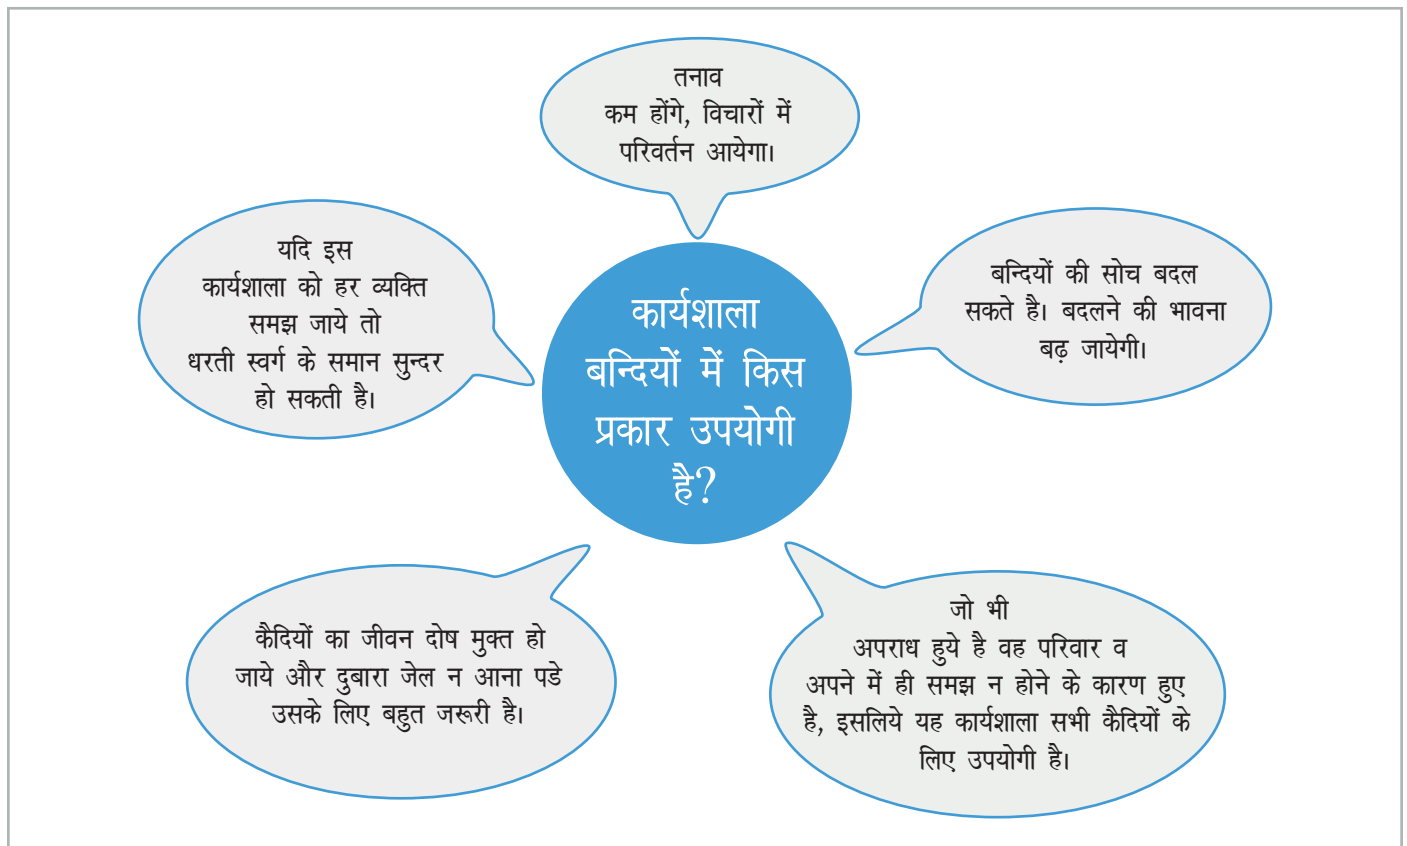 तनाव
कम होंगे, विचारों में
परिवर्तन आयेगा।
यदि इस
कार्यशाला को हर व्यक्ति
समझ जाये तो
धरती स्वर्ग के समान सुन्दर
हो सकती है।
बन्दियों की सोच बदल
सकते है। बदलने की भावना
बढ़ जायेगी।
कार्यशाला
बन्दियों में किस
प्रकार उपयोगी
है?
कैदियों का जीवन दोष मुक्त हो
जाये और दुबारा जेल न आना पडे
उसके लिए बहुत जरूरी है।
जो भी
अपराध हुये है वह परिवार व
अपने में ही समझ न होने के कारण हुए
है, इसलिये यह कार्यशाला सभी कैदियों के
लिए उपयोगी है।